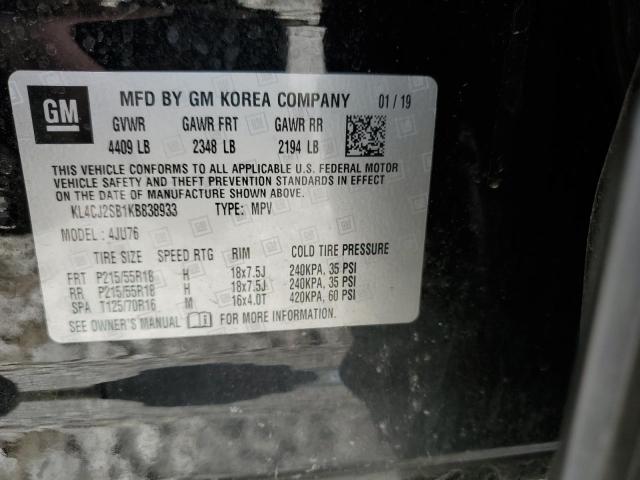 GM MFD BY GM KOREA COMPANY 01/19
GVWR GAWR FRT GAWR RR
4409 LB 2348 LB 2194 LB
THIS VEHICLE CONFORMS TO ALL APPLICABLE U.S. FEDERAL MOTOR
VEHICLE SAFETY AND THEFT PREVENTION STANDARDS IN EFFECT
ON THE DATE OF MANUFACTURE SHOWN ABOVE.
KL4CJ2SB1KB838933 TYPE: MPV
MODEL: 4JU76
TIRE SIZE SPEED RTG RIM COLD TIRE PRESSURE
FRT P215/55R18 H 18x7.5J 240KPA, 35 PSI
RR P215/55R18 H 18x7.5J 240KPA, 35 PSI
SPA T125/70R16 M 16x4.0T 420KPA, 60 PSI
SEE OWNER'S MANUAL FOR MORE INFORMATION.